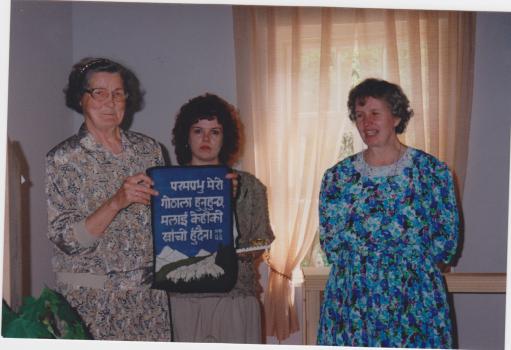 परमप्रभु मेरो
गोठाला हुनुहुन्छ
मलाई केहीको
खाँचो हुँदैन।